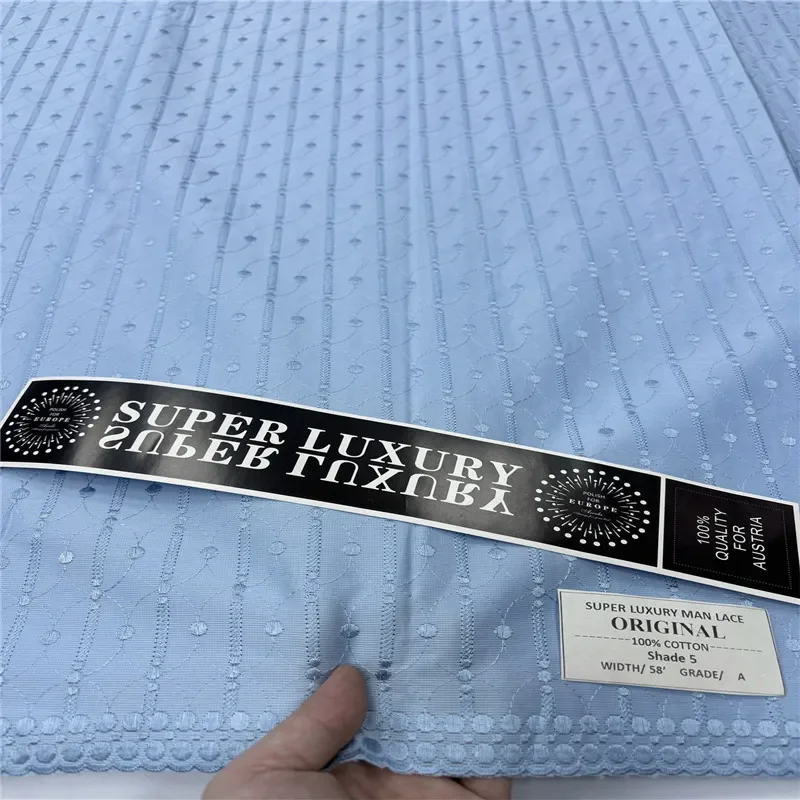 POLISH
FOR
EUROPE
SUPER LUXURY
SUPER LUXURY
POLISH
FOR
EUROPE
100%
QUALITY
FOR
AUSTRIA
SUPER LUXURY MAN LACE
ORIGINAL
100% COTTON
Shade 5
WIDTH/ 58' GRADE/ A